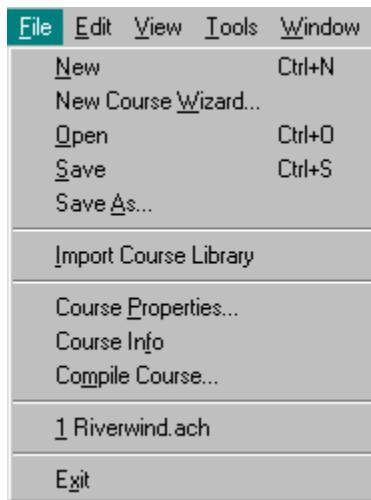 File Edit View Tools Window
New Ctrl+N
New Course Wizard...
Open Ctrl+O
Save Ctrl+S
Save As...
Import Course Library
Course Properties...
Course Info
Compile Course...
1 Riverwind.ach
Exit